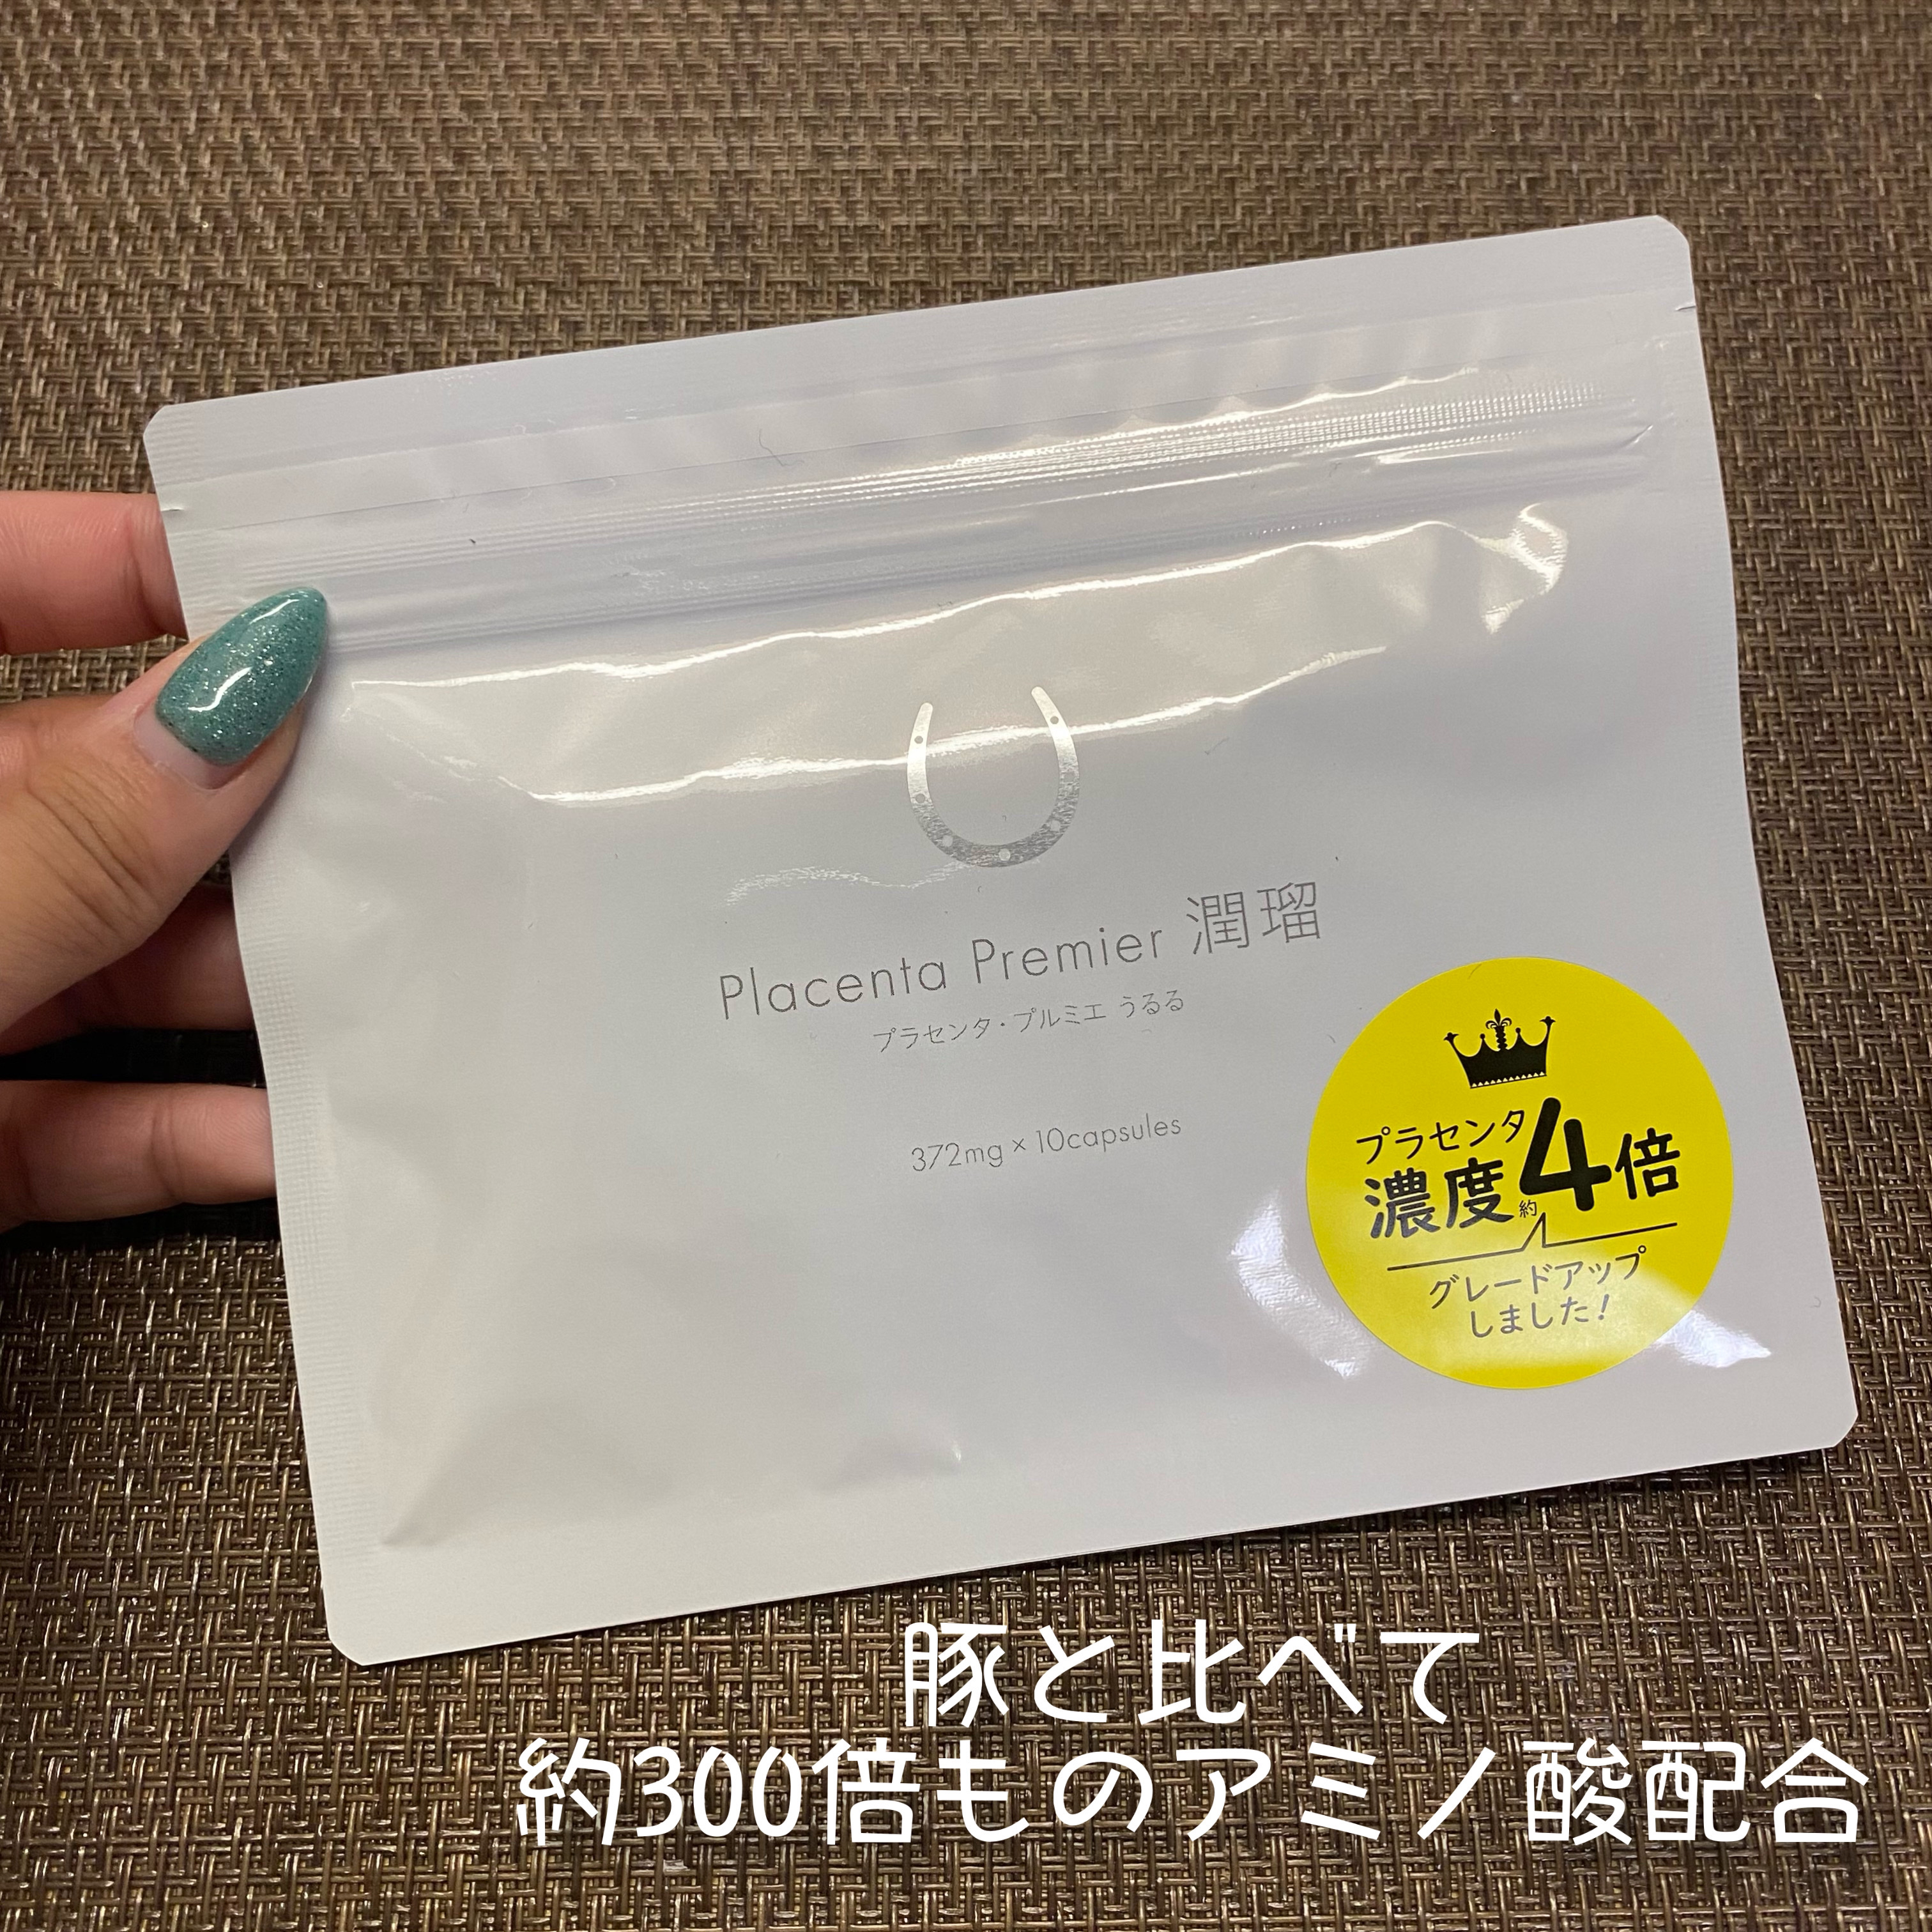 Placenta Premier 潤瑠
プラセンタ・プルミエ うるる
372mg×10capsules
プラセンタ
濃度約4倍
グレードアップ
しました!
豚と比べて
約300倍ものアミノ酸配合